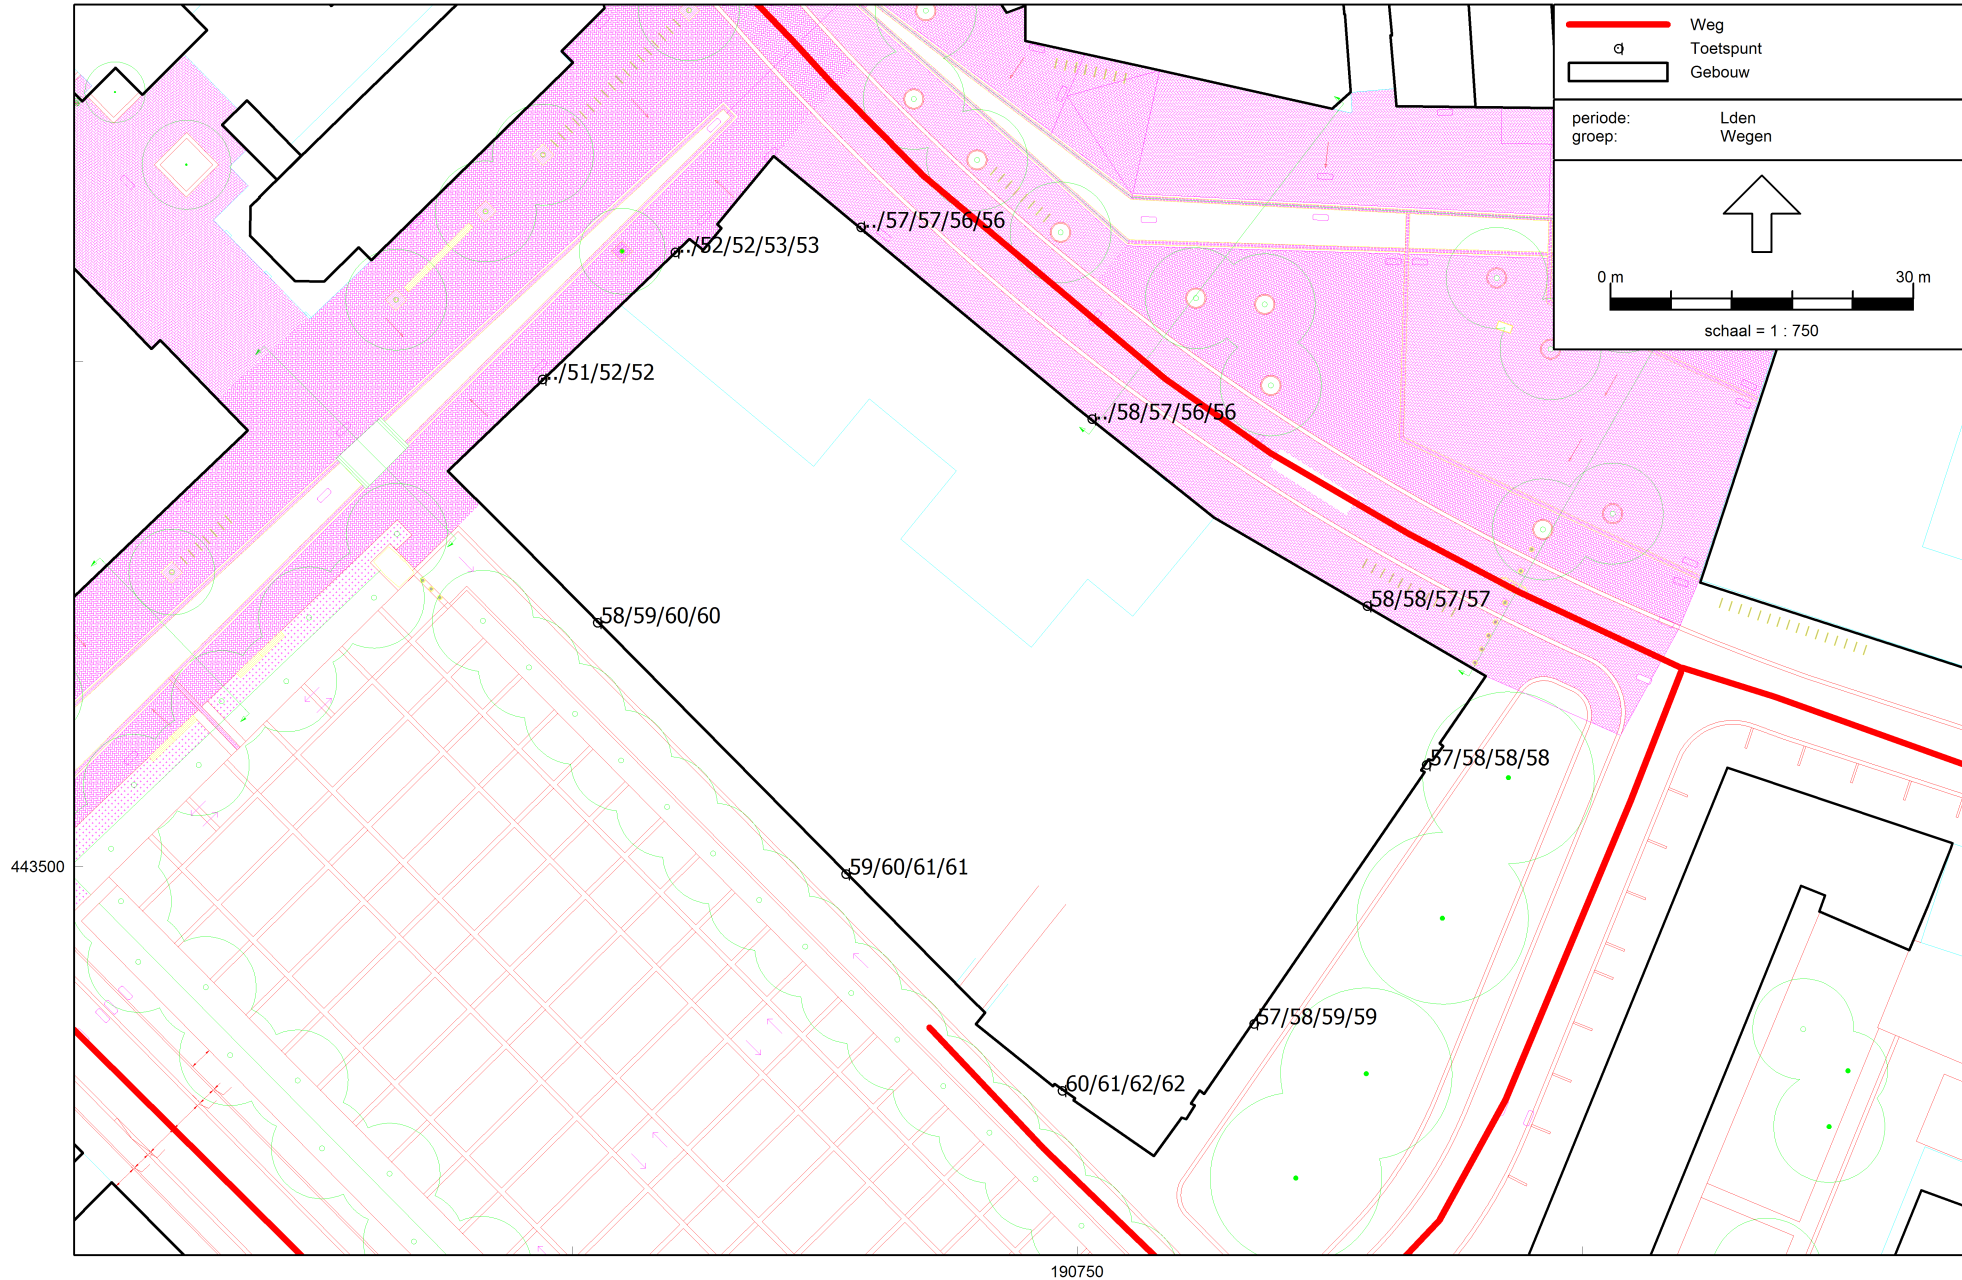 Weg
Toetspunt
Gebouw
periode: Lden
groep: Wegen
0 m 30 m
schaal = 1 : 750
../57/57/56/56
../52/52/53/53
../51/52/52
../58/57/56/56
58/58/57/57
58/59/60/60
57/58/58/58
59/60/61/61
57/58/59/59
60/61/62/62
443500
190750